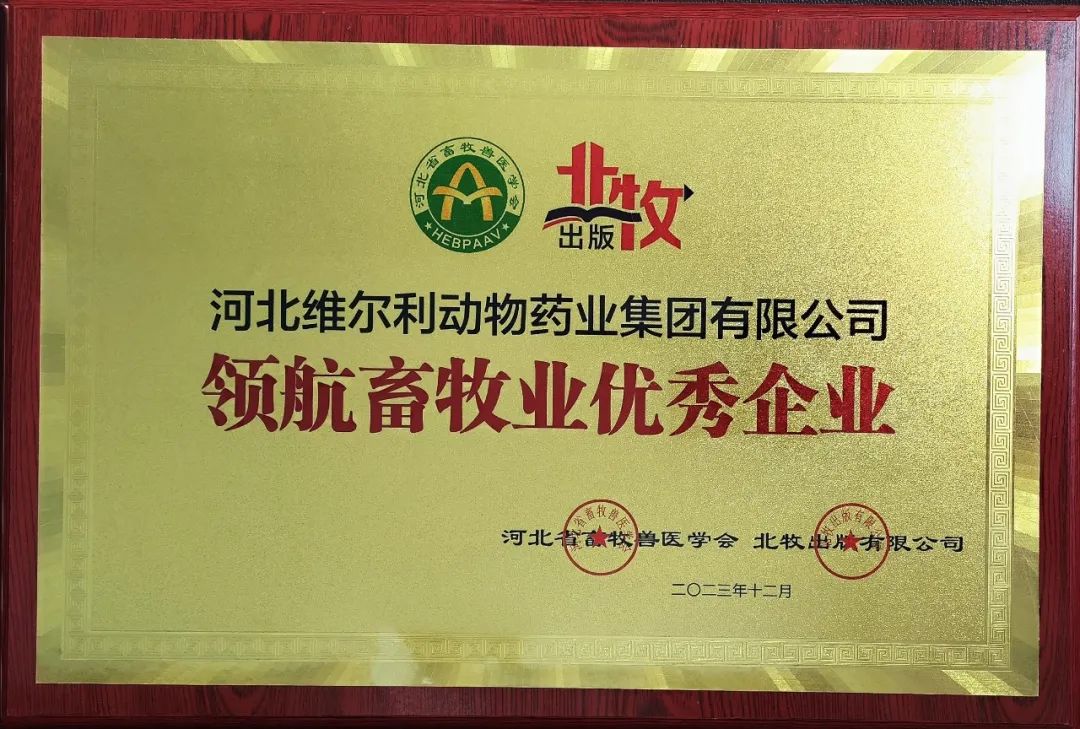 河北省畜牧兽医学会
★HEBPAAV★
北牧
出版
河北维尔利动物药业集团有限公司
领航畜牧业优秀企业
河北省畜牧兽医学会 北牧出版有限公司
二〇二三年十二月